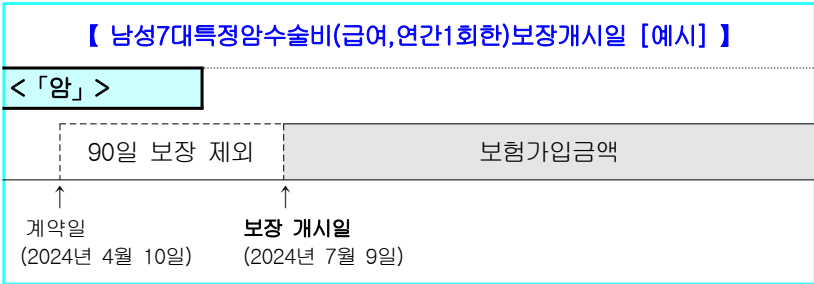 【 남성7대특정암수술비(급여,연간1회한)보장개시일 [예시] 】
<「암」>
90일 보장 제외
보험가입금액
↑ ↑
계약일 보장 개시일
(2024년 4월 10일) (2024년 7월 9일)